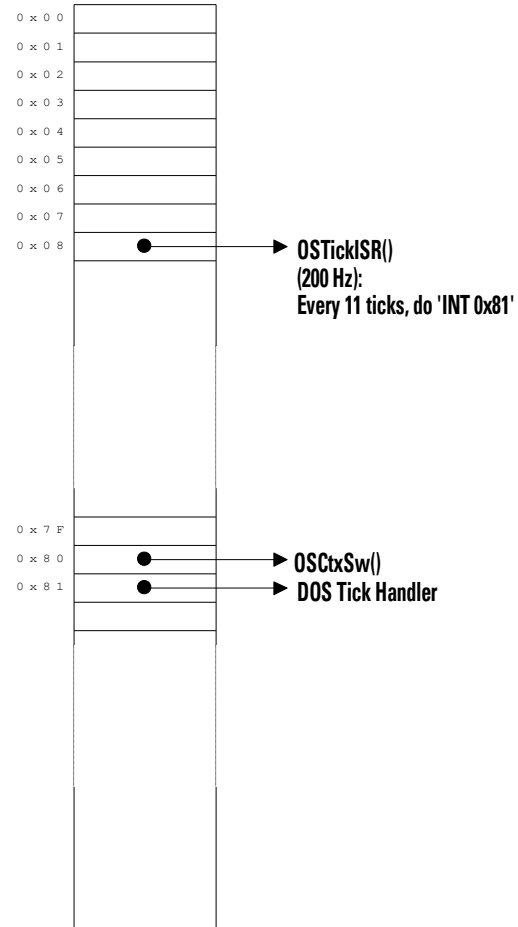 0x00
0x01
0x02
0x03
0x04
0x05
0x06
0x07
0x08
OSTickISR()
(200 Hz):
Every 11 ticks, do 'INT 0x81'
0x7F
0x80
OSCtxSw()
0x81
DOS Tick Handler